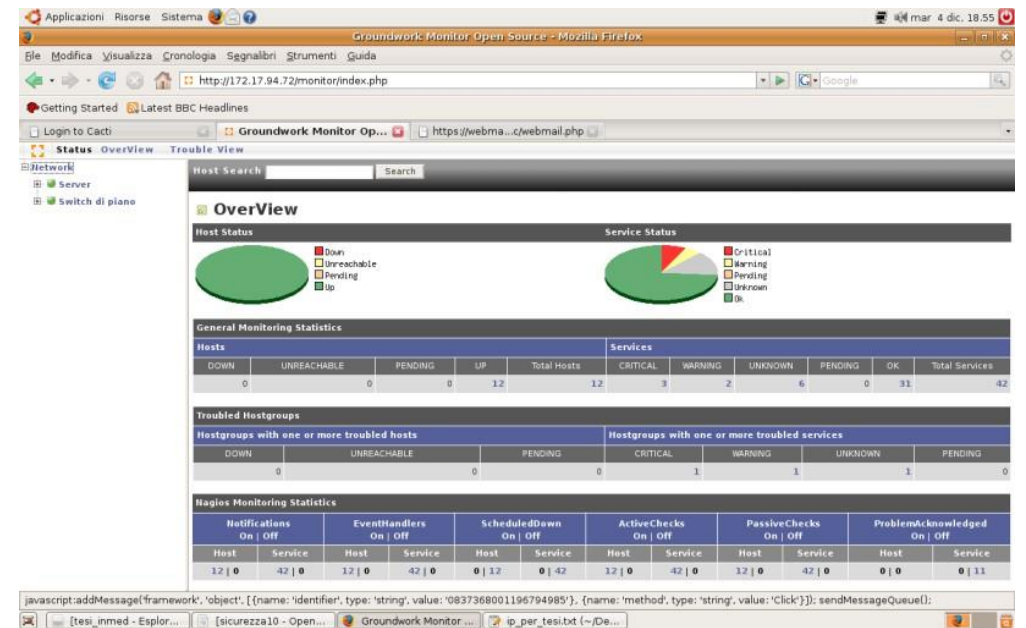 Applicazioni Risorse Sistema mar 4 dic, 18.55
Groundwork Monitor Open Source - Mozilla Firefox
File Modifica Visualizza Cronologia Segnalibri Strumenti Guida
http://172.17.94.72/monitor/index.php Google
Getting Started Latest BBC Headlines
Login to Cacti Groundwork Monitor Op... https://webma...c/webmail.php
Status OverView Trouble View
Network
Server
Switch di piano
Host Search Search
OverView
Host Status Service Status
Down
Unreachable
Pending
Up
Critical
Warning
Pending
Unknown
Ok
General Monitoring Statistics
Hosts Services
DOWN UNREACHABLE PENDING UP Total Hosts CRITICAL WARNING UNKNOWN PENDING OK Total Services
0 0 0 12 12 3 2 6 0 31 42
Troubled Hostgroups
Hostgroups with one or more troubled hosts Hostgroups with one or more troubled services
DOWN UNREACHABLE PENDING CRITICAL WARNING UNKNOWN PENDING
0 0 0 1 1 1 0
Nagios Monitoring Statistics
Notifications EventHandlers ScheduledDown ActiveChecks PassiveChecks ProblemAcknowledged
On | Off On | Off On | Off On | Off On | Off On | Off
Host Service Host Service Host Service Host Service Host Service Host Service
12 | 0 42 | 0 12 | 0 42 | 0 0 | 12 0 | 42 12 | 0 42 | 0 12 | 0 42 | 0 0 | 0 0 | 11
javascript:addMessage('framework', 'object', [{name: 'identifier', type: 'string', value: '0837368001196794985'}, {name: 'method', type: 'string', value: 'Click'}]); sendMessageQueue();
[tesi_inmed - Esplor... [sicurezza10 - Open... Groundwork Monitor ... ip_per_tesi.txt (~/De...